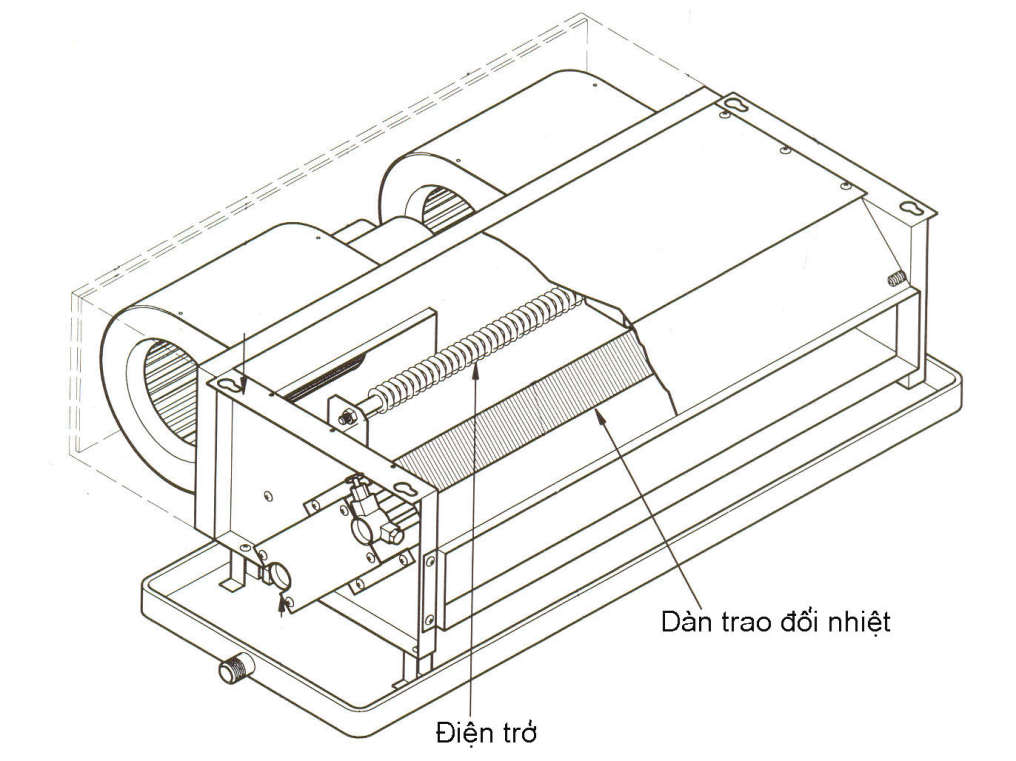 Dàn trao đổi nhiệt
Điện trở